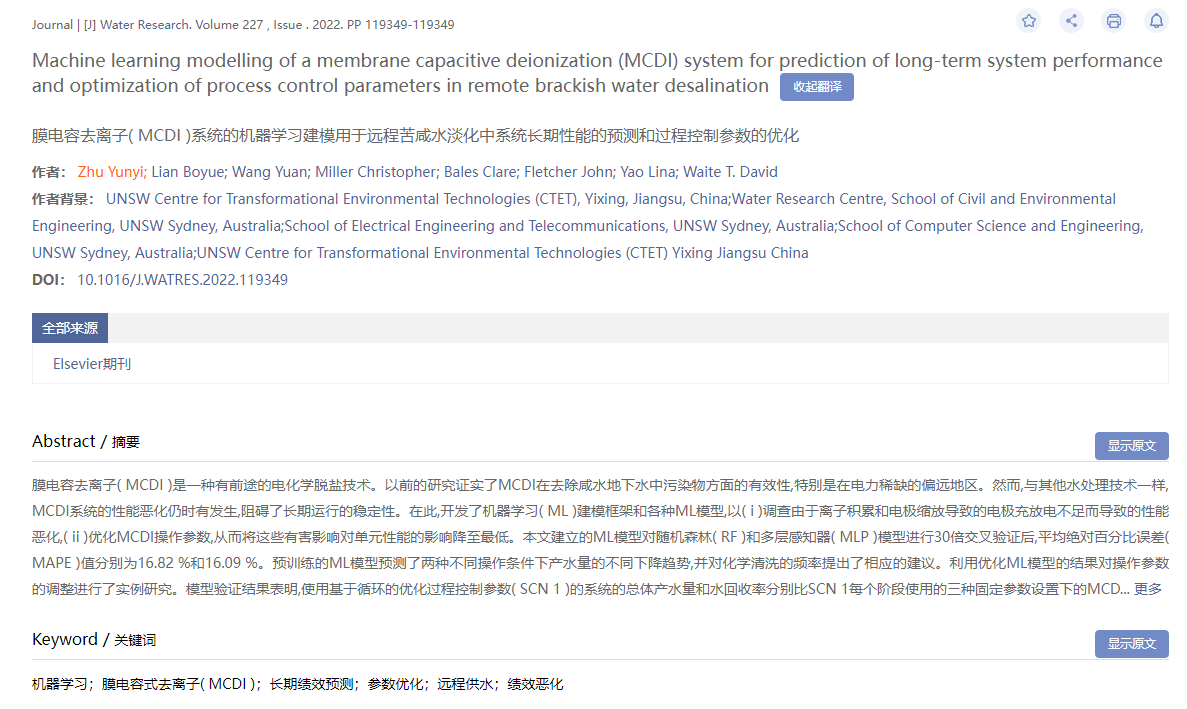 Journal | [J] Water Research. Volume 227 , Issue . 2022. PP 119349-119349
Machine learning modelling of a membrane capacitive deionization (MCDI) system for prediction of long-term system performance
and optimization of process control parameters in remote brackish water desalination 收起翻译
膜电容去离子( MCDI )系统的机器学习建模用于远程苦咸水淡化中系统长期性能的预测和过程控制参数的优化
作者： Zhu Yunyi; Lian Boyue; Wang Yuan; Miller Christopher; Bales Clare; Fletcher John; Yao Lina; Waite T. David
作者背景： UNSW Centre for Transformational Environmental Technologies (CTET), Yixing, Jiangsu, China;Water Research Centre, School of Civil and Environmental
Engineering, UNSW Sydney, Australia;School of Electrical Engineering and Telecommunications, UNSW Sydney, Australia;School of Computer Science and Engineering,
UNSW Sydney, Australia;UNSW Centre for Transformational Environmental Technologies (CTET) Yixing Jiangsu China
DOI： 10.1016/J.WATRES.2022.119349
全部来源
Elsevier期刊
Abstract / 摘要
显示原文
膜电容去离子( MCDI )是一种有前途的电化学脱盐技术。以前的研究证实了MCDI在去除咸水地下水中污染物方面的有效性,特别是在电力稀缺的偏远地区。然而,与其他水处理技术一样,
MCDI系统的性能恶化仍时有发生,阻碍了长期运行的稳定性。在此,开发了机器学习( ML )建模框架和各种ML模型,以( i )调查由于离子积累和电极缩放导致的电极充放电不足而导致的性能
恶化,( ii )优化MCDI操作参数,从而将这些有害影响对单元性能的影响降至最低。本文建立的ML模型对随机森林( RF )和多层感知器( MLP )模型进行30倍交叉验证后,平均绝对百分比误差(
MAPE )值分别为16.82 %和16.09 %。预训练的ML模型预测了两种不同操作条件下产水量的不同下降趋势,并对化学清洗的频率提出了相应的建议。利用优化ML模型的结果对操作参数
的调整进行了实例研究。模型验证结果表明,使用基于循环的优化过程控制参数( SCN 1 )的系统的总体产水量和水回收率分别比SCN 1每个阶段使用的三种固定参数设置下的MCD... 更多
Keyword / 关键词
显示原文
机器学习；膜电容式去离子( MCDI )；长期绩效预测；参数优化；远程供水；绩效恶化